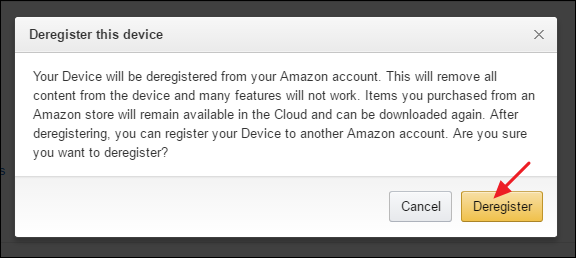 Deregister this device
Your Device will be deregistered from your Amazon account. This will remove all
content from the device and many features will not work. Items you purchased from an
Amazon store will remain available in the Cloud and can be downloaded again. After
deregistering, you can register your Device to another Amazon account. Are you sure
you want to deregister?
s
Cancel Deregister